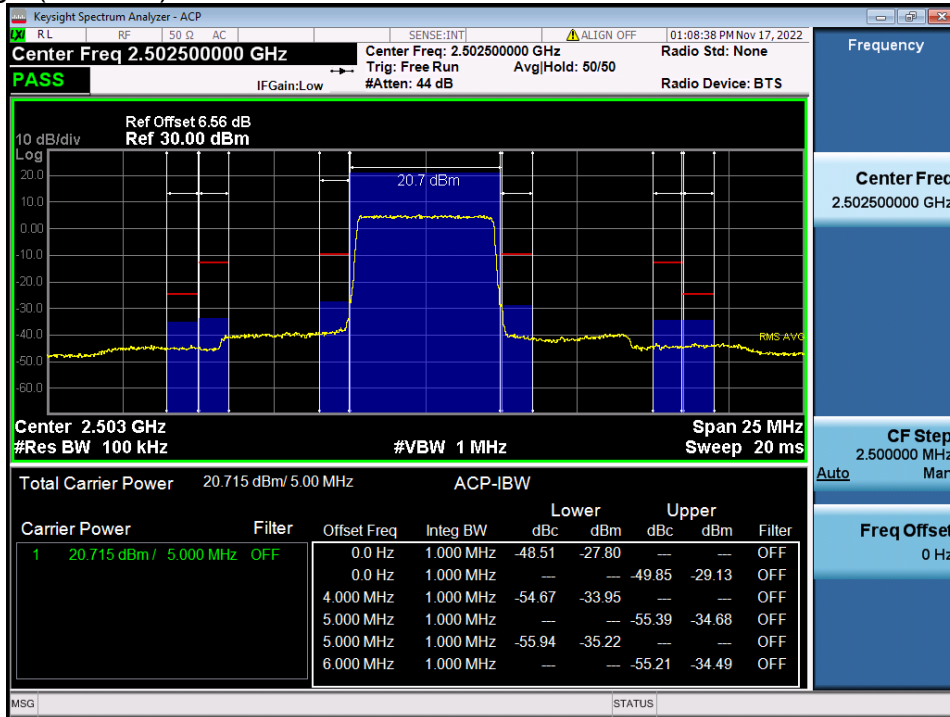 Keysight Spectrum Analyzer - ACP
LXI RL RF 50 Ω AC SENSE:INT ALIGN OFF 01:08:38 PM Nov 17, 2022
Center Freq 2.502500000 GHz
Center Freq: 2.502500000 GHz
Radio Std: None
Trig: Free Run
Avg|Hold: 50/50
PASS
IFGain:Low
#Atten: 44 dB
Radio Device: BTS
Ref Offset 6.56 dB
10 dB/div
Ref 30.00 dBm
Log
20.0
10.0
0.00
-10.0
-20.0
-30.0
-40.0
-50.0
-60.0
20.7 dBm
RMS AVG
Center 2.503 GHz
Span 25 MHz
#Res BW 100 kHz
#VBW 1 MHz
Sweep 20 ms
Total Carrier Power 20.715 dBm/ 5.00 MHz
ACP-IBW
Lower Upper
Carrier Power Filter
Offset Freq Integ BW dBc dBm dBc dBm Filter
1 20.715 dBm / 5.000 MHz OFF
0.0 Hz 1.000 MHz -48.51 -27.80 --- --- OFF
0.0 Hz 1.000 MHz --- --- -49.85 -29.13 OFF
4.000 MHz 1.000 MHz -54.67 -33.95 --- --- OFF
5.000 MHz 1.000 MHz --- --- -55.39 -34.68 OFF
5.000 MHz 1.000 MHz -55.94 -35.22 --- --- OFF
6.000 MHz 1.000 MHz --- --- -55.21 -34.49 OFF
MSG
STATUS
Frequency
Center Freq
2.502500000 GHz
CF Step
2.500000 MHz
Auto Man
Freq Offset
0 Hz